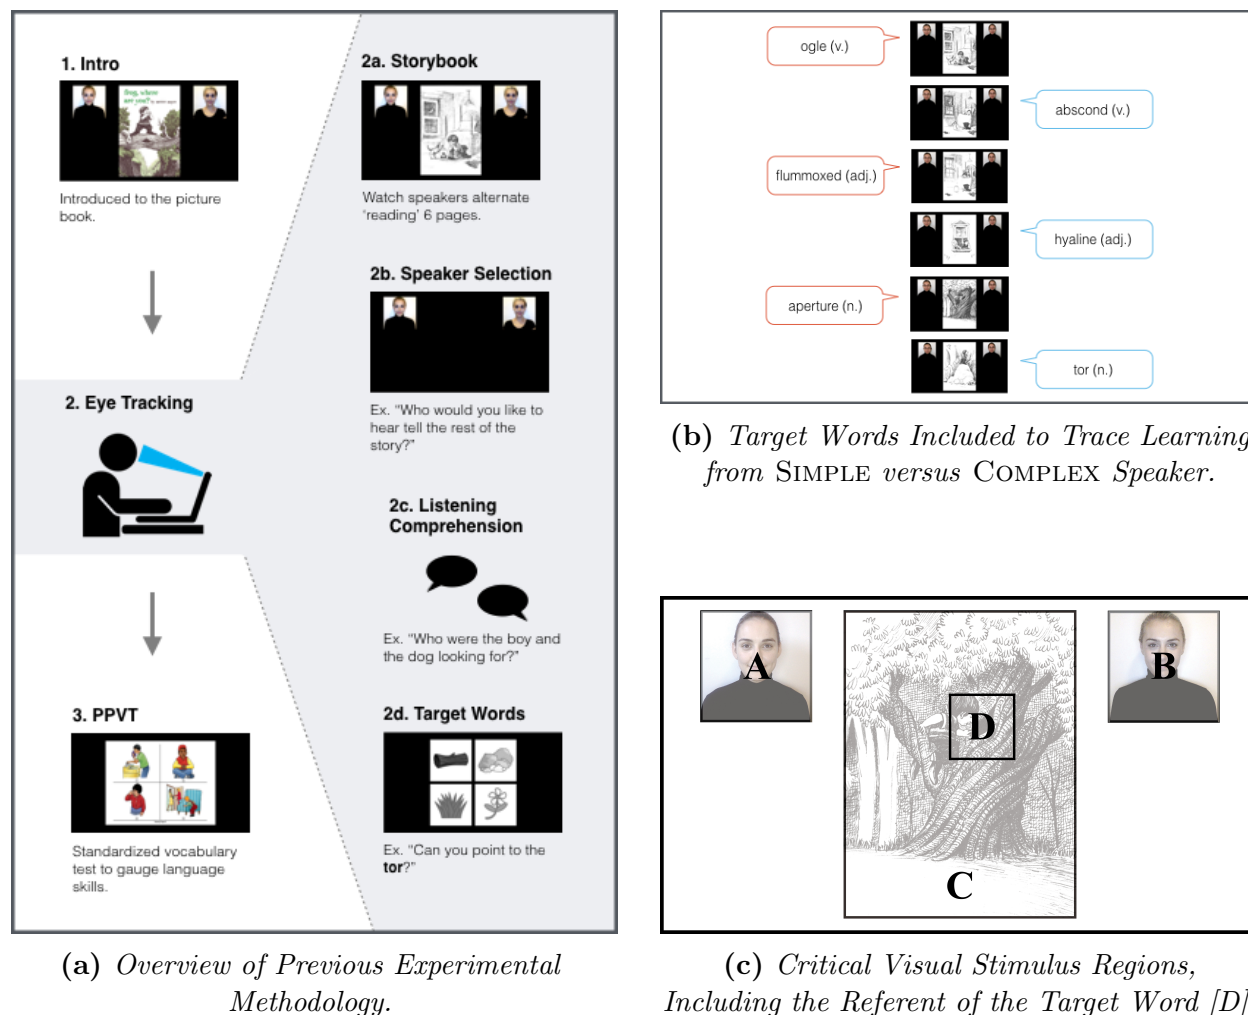 1. Intro
Dog, where
are you?
Introduced to the picture
book.
2. Eye Tracking
3. PPVT
Standardized vocabulary
test to gauge language
skills.
2a. Storybook
Watch speakers alternate
'reading' 6 pages.
2b. Speaker Selection
Ex. "Who would you like to
hear tell the rest of the
story?"
2c. Listening
Comprehension
Ex. "Who were the boy and
the dog looking for?"
2d. Target Words
Ex. "Can you point to the
tor?"
(a) Overview of Previous Experimental
Methodology.
ogle (v.)
abscond (v.)
flummoxed (adj.)
hyaline (adj.)
aperture (n.)
tor (n.)
(b) Target Words Included to Trace Learning
from SIMPLE versus COMPLEX Speaker.
A
B
D
C
(c) Critical Visual Stimulus Regions,
Including the Referent of the Target Word [D]